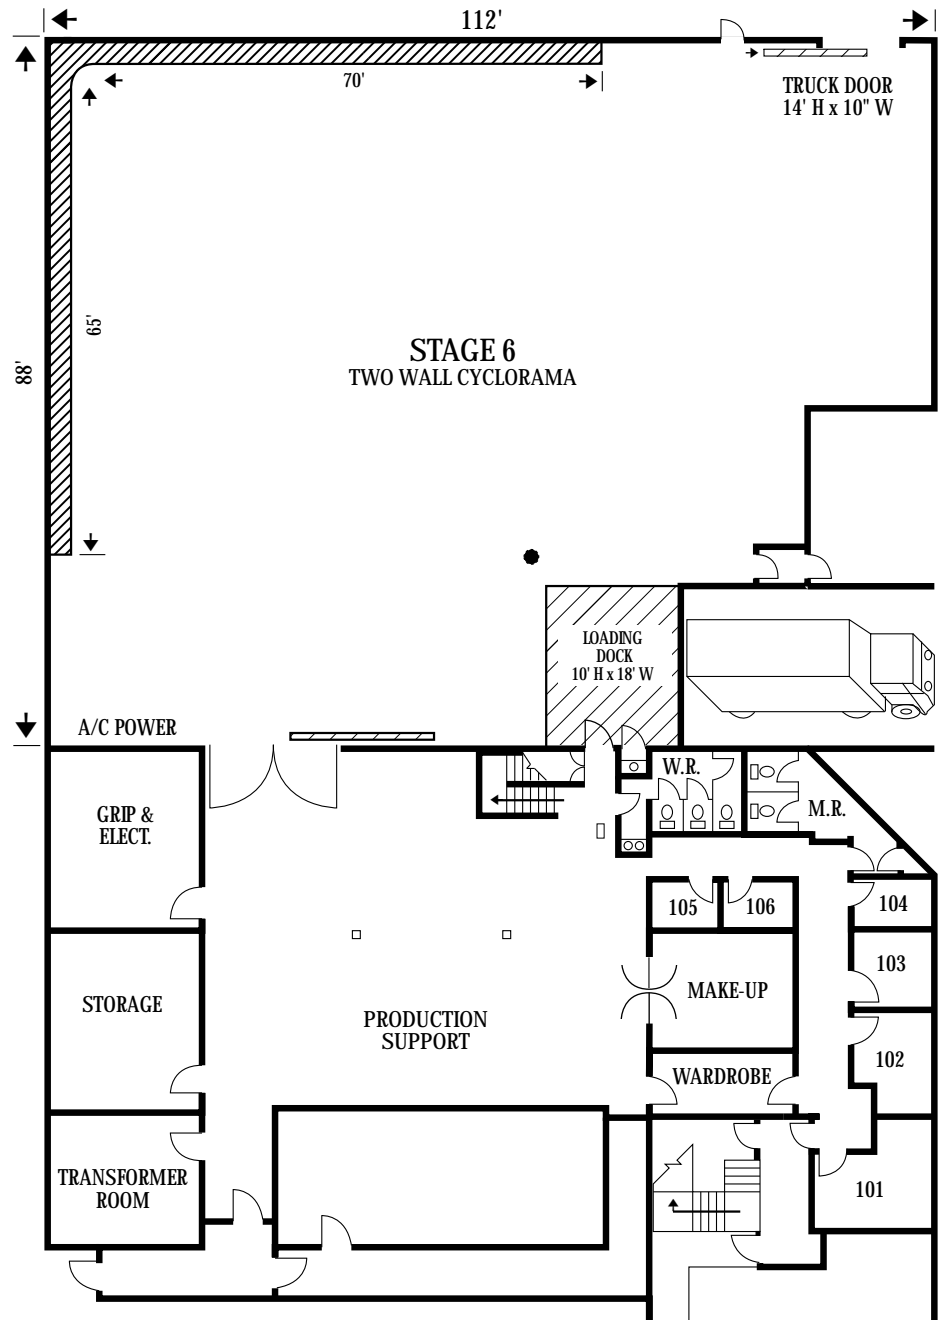 112'
70'
TRUCK DOOR
14' H x 10" W
65'
88'
STAGE 6
TWO WALL CYCLORAMA
LOADING
DOCK
10' H x 18' W
A/C POWER
W.R.
M.R.
GRIP &
ELECT.
105
106
104
103
STORAGE
MAKE-UP
PRODUCTION
SUPPORT
102
WARDROBE
TRANSFORMER
ROOM
101